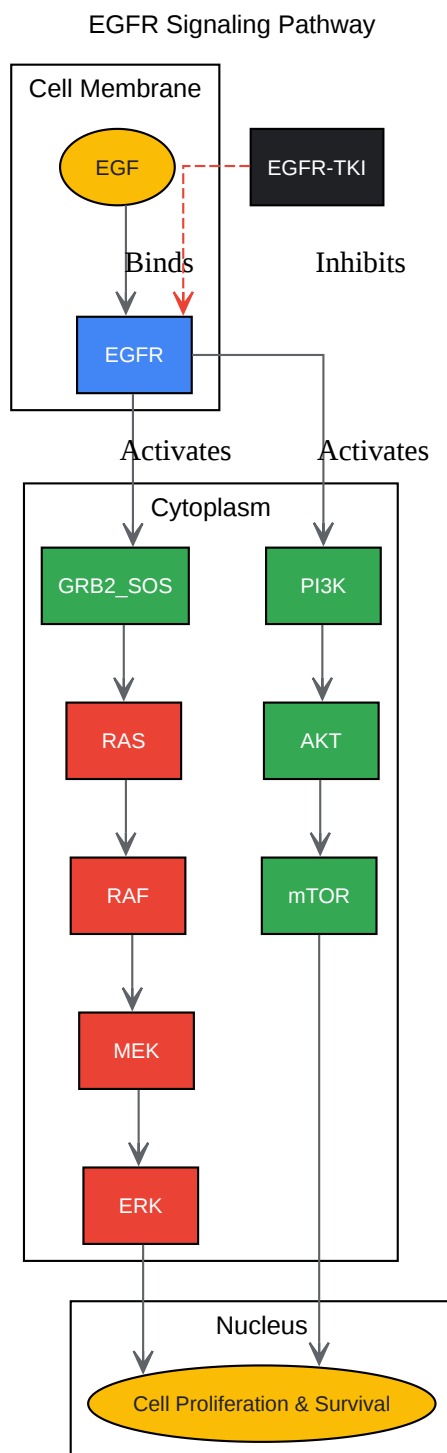 EGFR Signaling Pathway
Cell Membrane
EGF
EGFR-TKI
Binds
Inhibits
EGFR
Activates
Activates
Cytoplasm
GRB2_SOS
PI3K
RAS
AKT
RAF
mTOR
MEK
ERK
Nucleus
Cell Proliferation & Survival